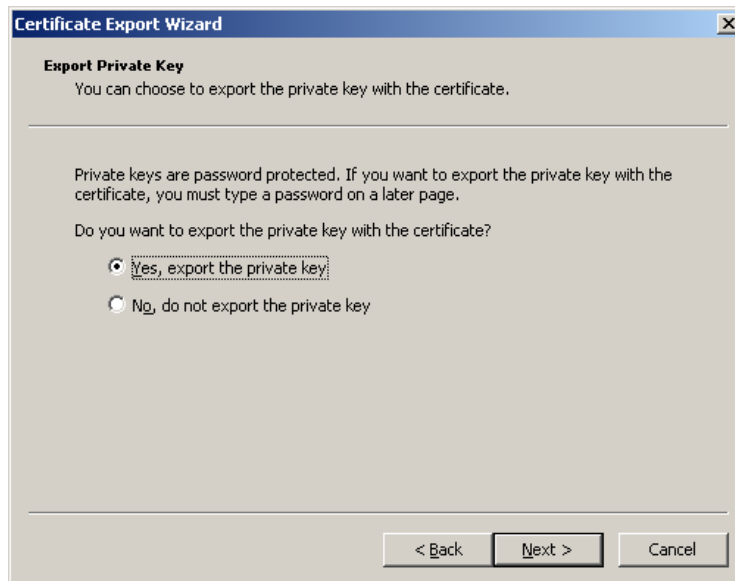 Certificate Export Wizard
Export Private Key
You can choose to export the private key with the certificate.
Private keys are password protected. If you want to export the private key with the
certificate, you must type a password on a later page.
Do you want to export the private key with the certificate?
Yes, export the private key
No, do not export the private key
< Back Next > Cancel